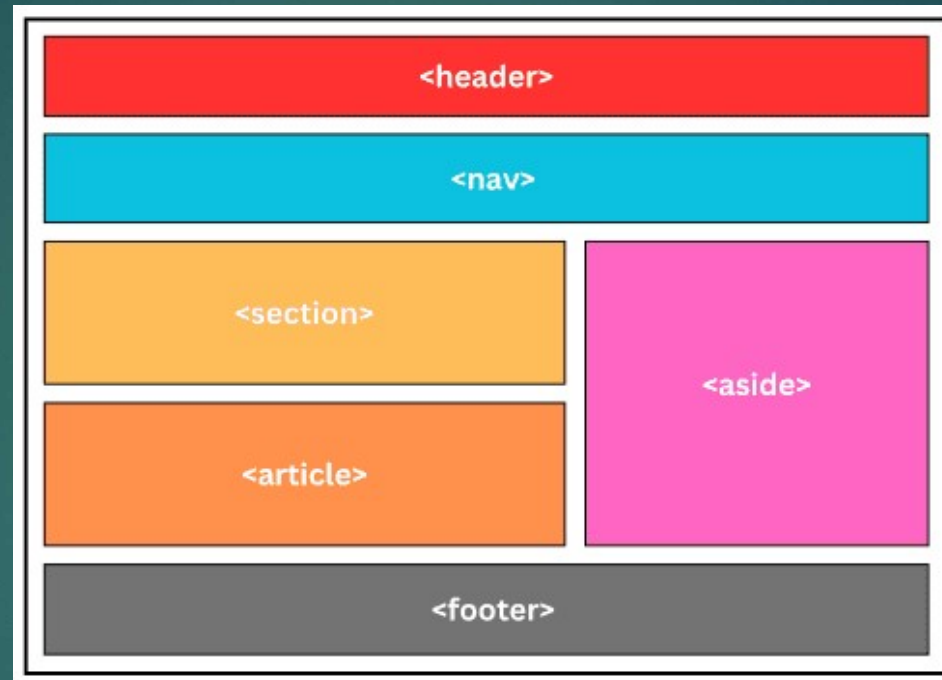 <header>
<nav>
<section>
<aside>
<article>
<footer>